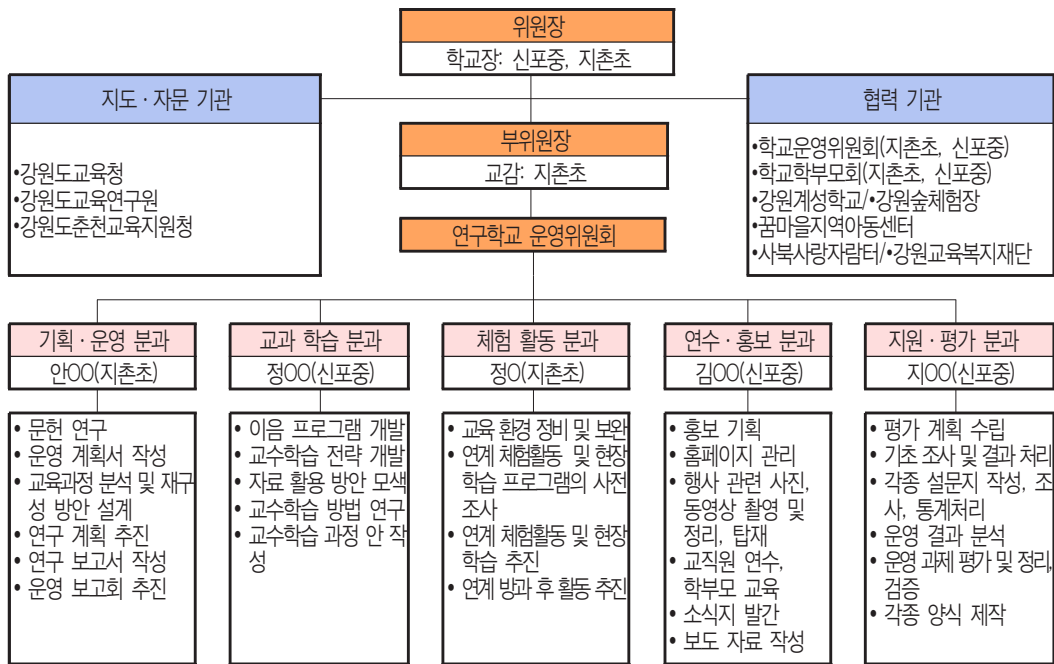 위원장
학교장: 신포중, 지촌초
지도·자문 기관
•강원도교육청
•강원도교육연구원
•강원도춘천교육지원청
협력 기관
•학교운영위원회(지촌초, 신포중)
•학교학부모회(지촌초, 신포중)
•강원계성학교/•강원숲체험장
•꿈마을지역아동센터
•사북사랑자람터/•강원교육복지재단
부위원장
교감: 지촌초
연구학교 운영위원회
기획·운영 분과
안OO(지촌초)
• 문헌 연구
• 운영 계획서 작성
• 교육과정 분석 및 재구
성 방안 설계
• 연구 계획 추진
• 연구 보고서 작성
• 운영 보고회 추진
교과 학습 분과
정OO(신포중)
• 이음 프로그램 개발
• 교수학습 전략 개발
• 자료 활용 방안 모색
• 교수학습 방법 연구
• 교수학습 과정 안 작
성
체험 활동 분과
정O(지촌초)
• 교육 환경 정비 및 보완
• 연계 체험활동 및 현장
학습 프로그램의 사전
조사
• 연계 체험활동 및 현장
학습 추진
• 연계 방과 후 활동 추진
연수·홍보 분과
김OO(신포중)
• 홍보 기획
• 홈페이지 관리
• 행사 관련 사진,
동영상 촬영 및
정리, 탑재
• 교직원 연수,
학부모 교육
• 소식지 발간
• 보도 자료 작성
지원·평가 분과
지OO(신포중)
• 평가 계획 수립
• 기초 조사 및 결과 처리
• 각종 설문지 작성, 조
사, 통계처리
• 운영 결과 분석
• 운영 과제 평가 및 정리,
검증
• 각종 양식 제작